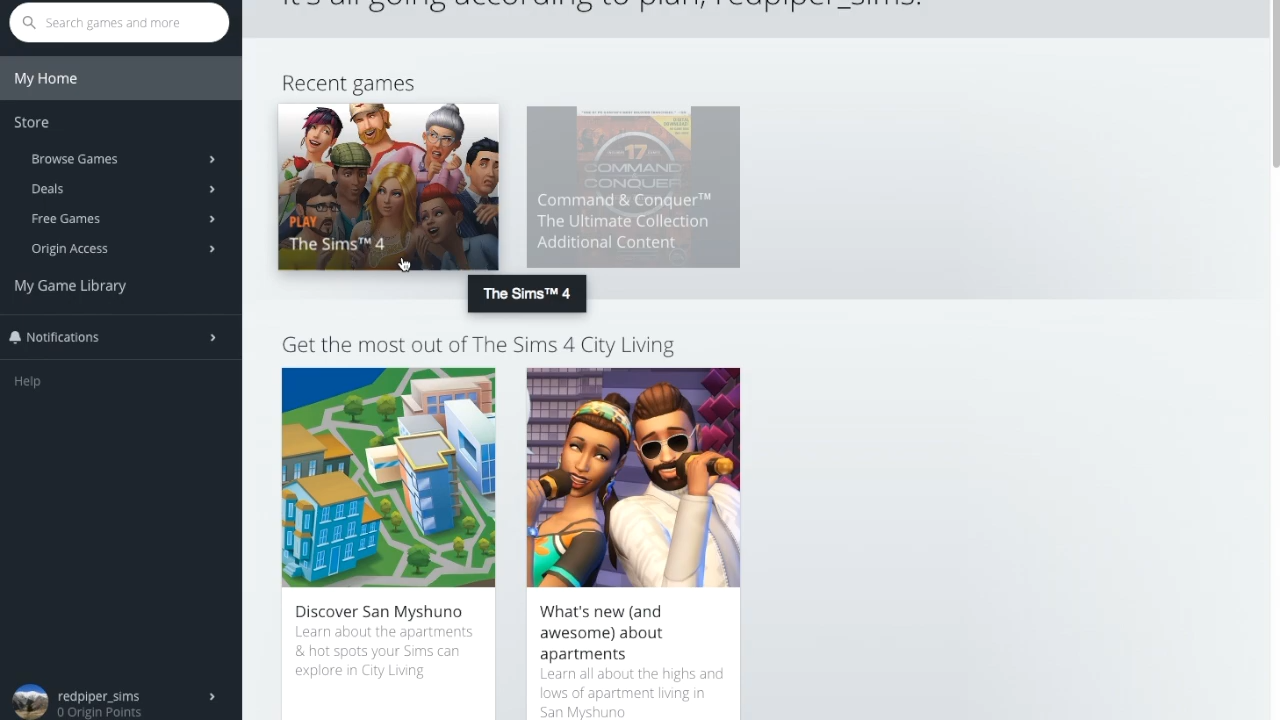 It's all going according to plan, redpiper_sims.
Search games and more
My Home
Store
Browse Games
Deals
Free Games
Origin Access
My Game Library
Notifications
Help
redpiper_sims
0 Origin Points
Recent games
PLAY
The Sims™ 4
17
COMMAND
CONQUER
Command & Conquer™
The Ultimate Collection
Additional Content
The Sims™ 4
Get the most out of The Sims 4 City Living
Discover San Myshuno
Learn about the apartments
& hot spots your Sims can
explore in City Living
What's new (and
awesome) about
apartments
Learn all about the highs and
lows of apartment living in
San Myshuno